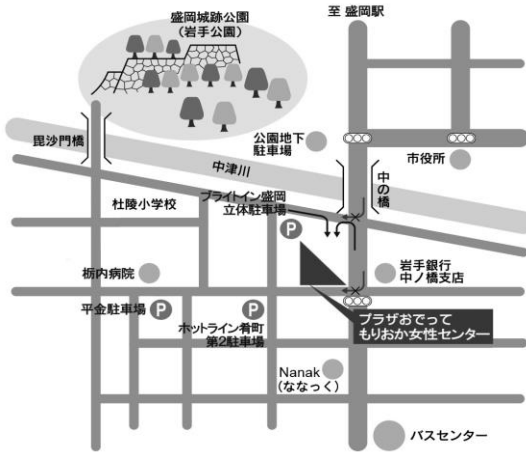 盛岡城跡公園
(岩手公園)
至 盛岡駅
毘沙門橋
公園地下
駐車場
中津川
中の橋
市役所
杜陵小学校
ブライトイン盛岡
立体駐車場
P
栃内病院
岩手銀行
中ノ橋支店
平金駐車場
P
P
ホットライン肴町
第2駐車場
プラザおでって
もりおか女性センター
Nanak
(ななっく)
バスセンター